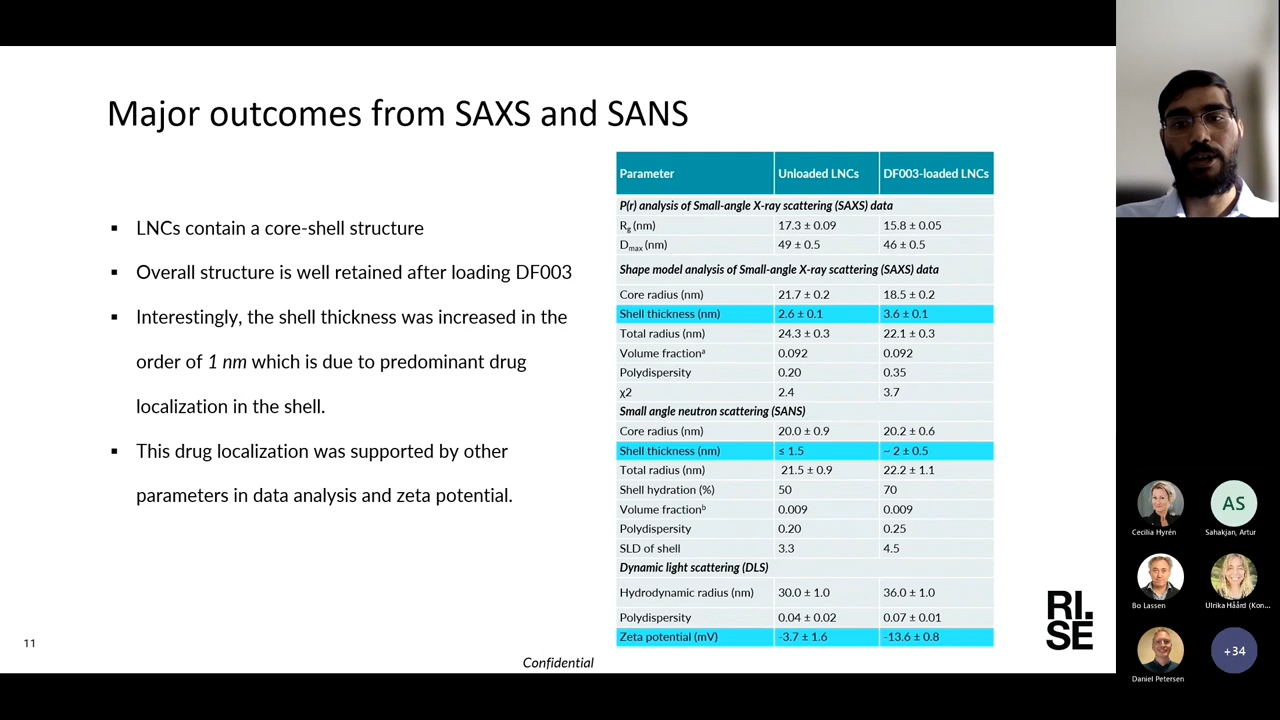 Major outcomes from SAXS and SANS
▪ LNCs contain a core-shell structure
▪ Overall structure is well retained after loading DF003
▪ Interestingly, the shell thickness was increased in the
order of 1 nm which is due to predominant drug
localization in the shell.
▪ This drug localization was supported by other
parameters in data analysis and zeta potential.
Parameter Unloaded LNCs DF003-loaded LNCs
P(r) analysis of Small-angle X-ray scattering (SAXS) data
Rg (nm) 17.3 ± 0.09 15.8 ± 0.05
Dmax (nm) 49 ± 0.5 46 ± 0.5
Shape model analysis of Small-angle X-ray scattering (SAXS) data
Core radius (nm) 21.7 ± 0.2 18.5 ± 0.2
Shell thickness (nm) 2.6 ± 0.1 3.6 ± 0.1
Total radius (nm) 24.3 ± 0.3 22.1 ± 0.3
Volume fractionᵃ 0.092 0.092
Polydispersity 0.20 0.35
χ2 2.4 3.7
Small angle neutron scattering (SANS)
Core radius (nm) 20.0 ± 0.9 20.2 ± 0.6
Shell thickness (nm) ≤ 1.5 ~ 2 ± 0.5
Total radius (nm) 21.5 ± 0.9 22.2 ± 1.1
Shell hydration (%) 50 70
Volume fractionᵇ 0.009 0.009
Polydispersity 0.20 0.25
SLD of shell 3.3 4.5
Dynamic light scattering (DLS)
Hydrodynamic radius (nm) 30.0 ± 1.0 36.0 ± 1.0
Polydispersity 0.04 ± 0.02 0.07 ± 0.01
Zeta potential (mV) -3.7 ± 1.6 -13.6 ± 0.8
11
Confidential
RI.
SE
AS
Cecilia Hyrén Sahakjan, Artur
Bo Lassen Ulrika Håård (Kon...
+34
Daniel Petersen